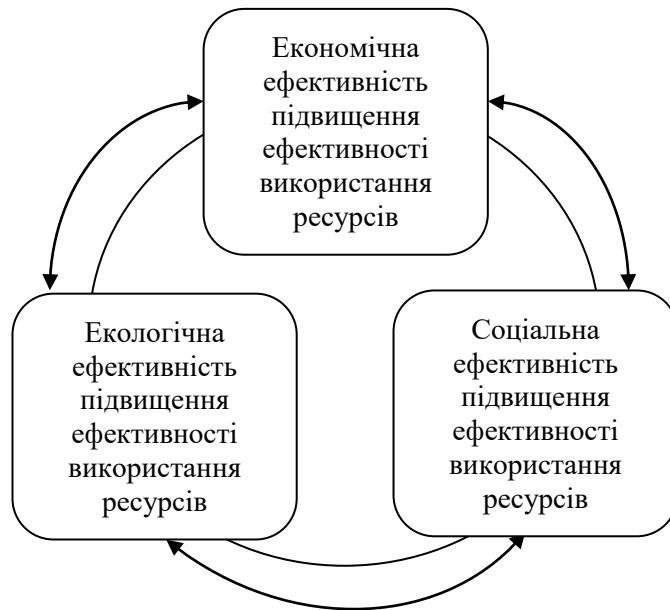 Економічна
ефективність
підвищення
ефективності
використання
ресурсів
Екологічна
ефективність
підвищення
ефективності
використання
ресурсів
Соціальна
ефективність
підвищення
ефективності
використання
ресурсів